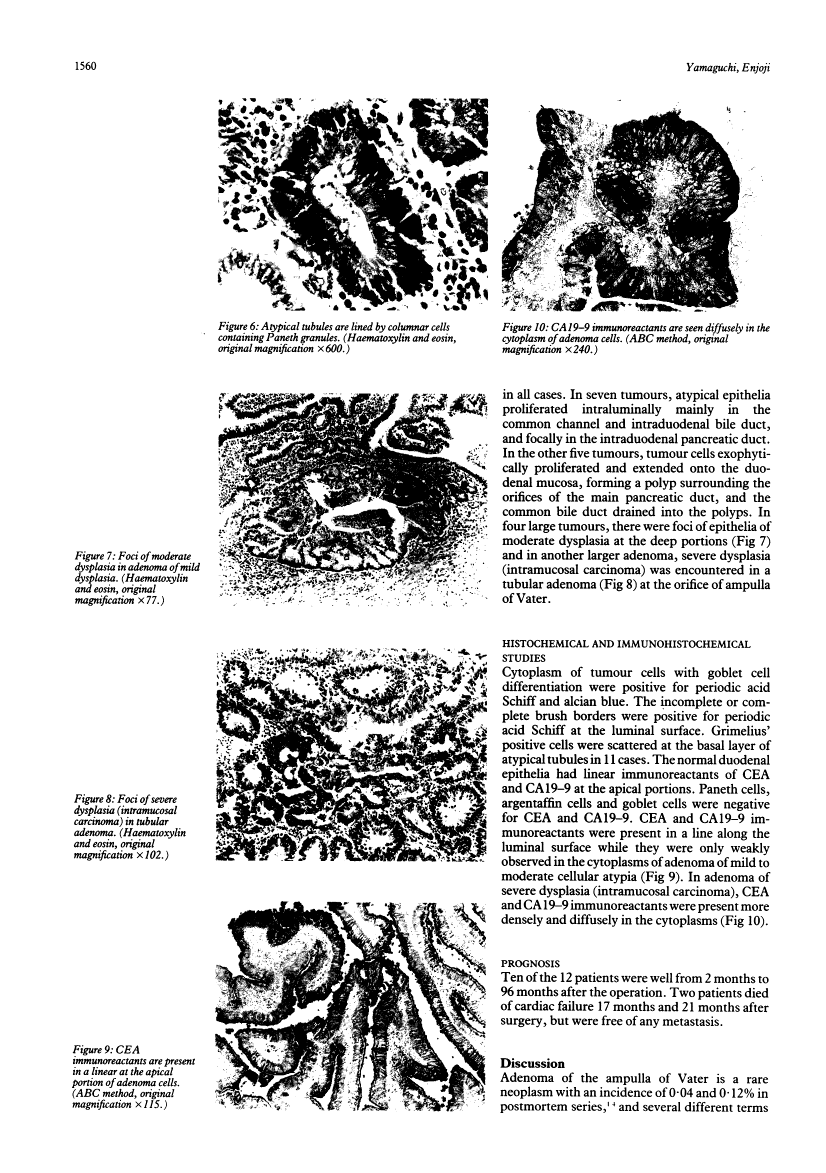 1560
Yamaguchi, Enjoji
Figure 6: Atypical tubules are lined by columnar cells
containing Paneth granules. (Haematoxylin and eosin,
original magnification ×600.)
Figure 10: CA19–9 immunoreactants are seen diffusely in the
cytoplasm of adenoma cells. (ABC method, original
magnification ×240.)
Figure 7: Foci of moderate
dysplasia in adenoma of mild
dysplasia. (Haematoxylin
and eosin, original
magnification ×77.)
Figure 8: Foci of severe
dysplasia (intramucosal
carcinoma) in tubular
adenoma. (Haematoxylin
and eosin, original
magnification ×102.)
Figure 9: CEA
immunoreactants are present
in a linear at the apical
portion of adenoma cells.
(ABC method, original
magnification ×115.)
in all cases. In seven tumours, atypical epithelia
proliferated intraluminally mainly in the
common channel and intraduodenal bile duct,
and focally in the intraduodenal pancreatic duct.
In the other five tumours, tumour cells exophyti-
cally proliferated and extended onto the duo-
denal mucosa, forming a polyp surrounding the
orifices of the main pancreatic duct, and the
common bile duct drained into the polyps. In
four large tumours, there were foci of epithelia of
moderate dysplasia at the deep portions (Fig 7)
and in another larger adenoma, severe dysplasia
(intramucosal carcinoma) was encountered in a
tubular adenoma (Fig 8) at the orifice of ampulla
of Vater.
HISTOCHEMICAL AND IMMUNOHISTOCHEMICAL
STUDIES
Cytoplasm of tumour cells with goblet cell
differentiation were positive for periodic acid
Schiff and alcian blue. The incomplete or com-
plete brush borders were positive for periodic
acid Schiff at the luminal surface. Grimelius'
positive cells were scattered at the basal layer of
atypical tubules in 11 cases. The normal duodenal
epithelia had linear immunoreactants of CEA
and CA19–9 at the apical portions. Paneth cells,
argentaffin cells and goblet cells were negative
for CEA and CA19–9. CEA and CA19–9 im-
munoreactants were present in a line along the
luminal surface while they were only weakly
observed in the cytoplasms of adenoma of mild to
moderate cellular atypia (Fig 9). In adenoma of
severe dysplasia (intramucosal carcinoma), CEA
and CA19–9 immunoreactants were present more
densely and diffusely in the cytoplasms (Fig 10).
PROGNOSIS
Ten of the 12 patients were well from 2 months to
96 months after the operation. Two patients died
of cardiac failure 17 months and 21 months after
surgery, but were free of any metastasis.
Discussion
Adenoma of the ampulla of Vater is a rare
neoplasm with an incidence of 0·04 and 0·12% in
postmortem series,¹ ⁴ and several different terms